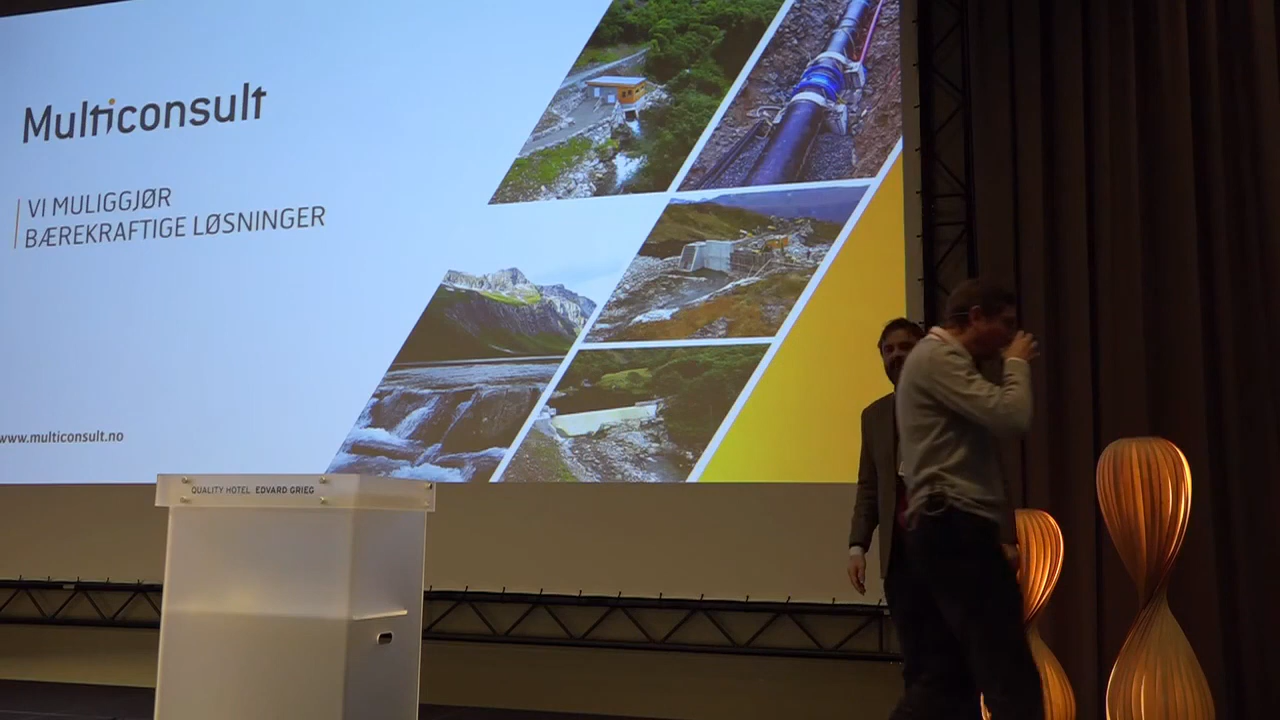 Multiconsult
VI MULIGGJØR
BÆREKRAFTIGE LØSNINGER
www.multiconsult.no
QUALITY HOTEL EDVARD GRIEG